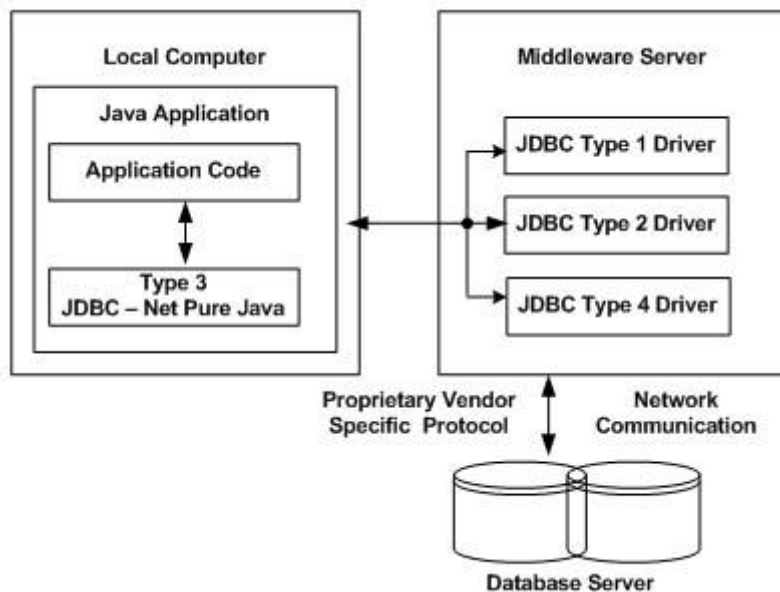 Local Computer
Java Application
Application Code
Type 3
JDBC – Net Pure Java
Middleware Server
JDBC Type 1 Driver
JDBC Type 2 Driver
JDBC Type 4 Driver
Proprietary Vendor
Specific Protocol
Network
Communication
Database Server